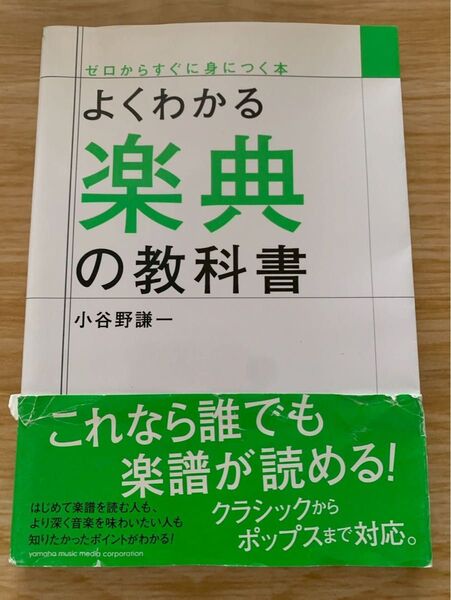 ゼロからすぐに身につく本
よくわかる
楽典
の教科書
小谷野謙一
これなら誰でも
楽譜が読める!
はじめて楽譜を読む人も、
より深く音楽を味わいたい人も
知りたかったポイントがわかる!
yamaha music media corporation
クラシックから
ポップスまで対応。